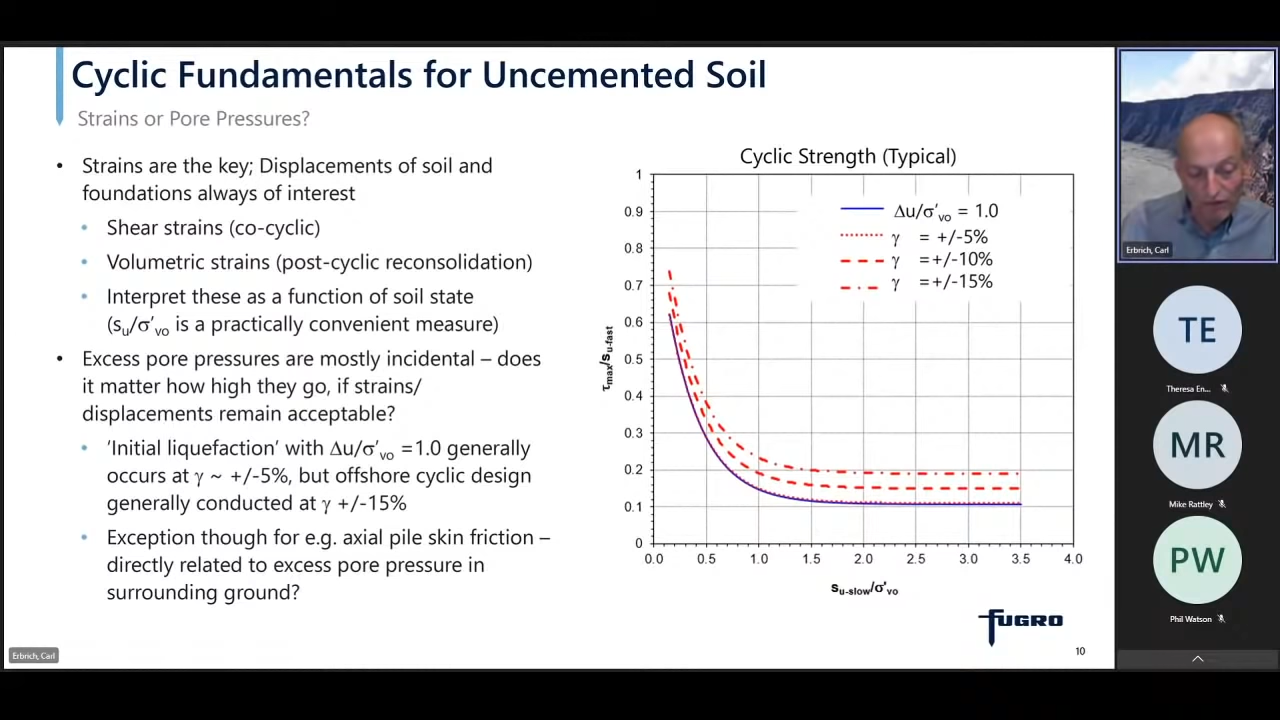 Cyclic Fundamentals for Uncemented Soil
Strains or Pore Pressures?
• Strains are the key; Displacements of soil and
foundations always of interest
• Shear strains (co-cyclic)
• Volumetric strains (post-cyclic reconsolidation)
• Interpret these as a function of soil state
(su/σ'vo is a practically convenient measure)
• Excess pore pressures are mostly incidental – does
it matter how high they go, if strains/
displacements remain acceptable?
• 'Initial liquefaction' with Δu/σ'vo =1.0 generally
occurs at γ ~ +/-5%, but offshore cyclic design
generally conducted at γ +/-15%
• Exception though for e.g. axial pile skin friction –
directly related to excess pore pressure in
surrounding ground?
Cyclic Strength (Typical)
1
0.9
0.8
0.7
0.6
0.5
0.4
0.3
0.2
0.1
0
τmax/su-fast
Δu/σ'vo = 1.0
γ = +/-5%
γ =+/-10%
γ =+/-15%
0.0 0.5 1.0 1.5 2.0 2.5 3.0 3.5 4.0
su-slow/σ'vo
FUGRO
10
Erbrich, Carl
Erbrich, Carl
TE
Theresa En...
MR
Mike Rattley
PW
Phil Watson